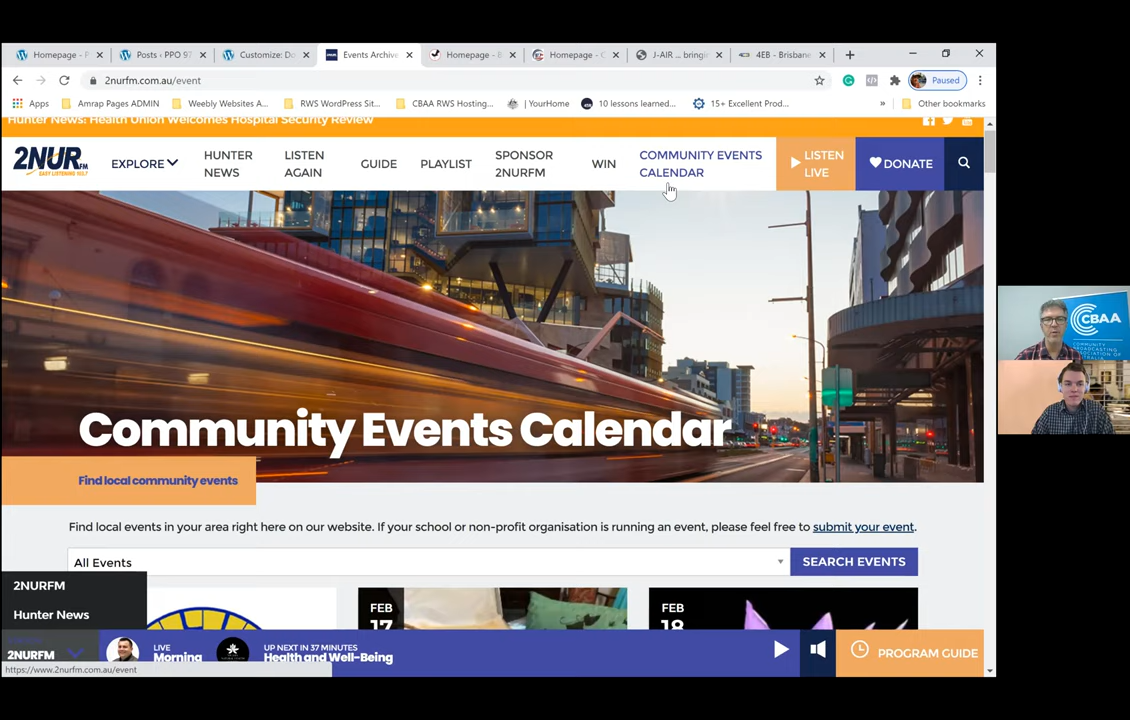 Homepage - P
Posts ‹ PPO 97
Customize: Do
Events Archive
Homepage - B
Homepage - C
J-AIR ... bringin
4EB - Brisbane
2nurfm.com.au/event
Paused
Apps
Amrap Pages ADMIN
Weebly Websites A...
RWS WordPress Sit...
CBAA RWS Hosting...
| YourHome
10 lessons learned...
15+ Excellent Prod...
»
Other bookmarks
Hunter News: Health Union Welcomes Hospital Security Review
2NUR FM
EASY LISTENING 103.7
EXPLORE
HUNTER
NEWS
LISTEN
AGAIN
GUIDE
PLAYLIST
SPONSOR
2NURFM
WIN
COMMUNITY EVENTS
CALENDAR
LISTEN
LIVE
DONATE
Community Events Calendar
Find local community events
Find local events in your area right here on our website. If your school or non-profit organisation is running an event, please feel free to submit your event.
All Events
SEARCH EVENTS
FEB
17
FEB
18
2NURFM
Hunter News
2NURFM
LIVE
Morning
UP NEXT IN 37 MINUTES
Health and Well-Being
PROGRAM GUIDE
https://www.2nurfm.com.au/event
CBAA
COMMUNITY
BROADCASTING
ASSOCIATION OF
AUSTRALIA